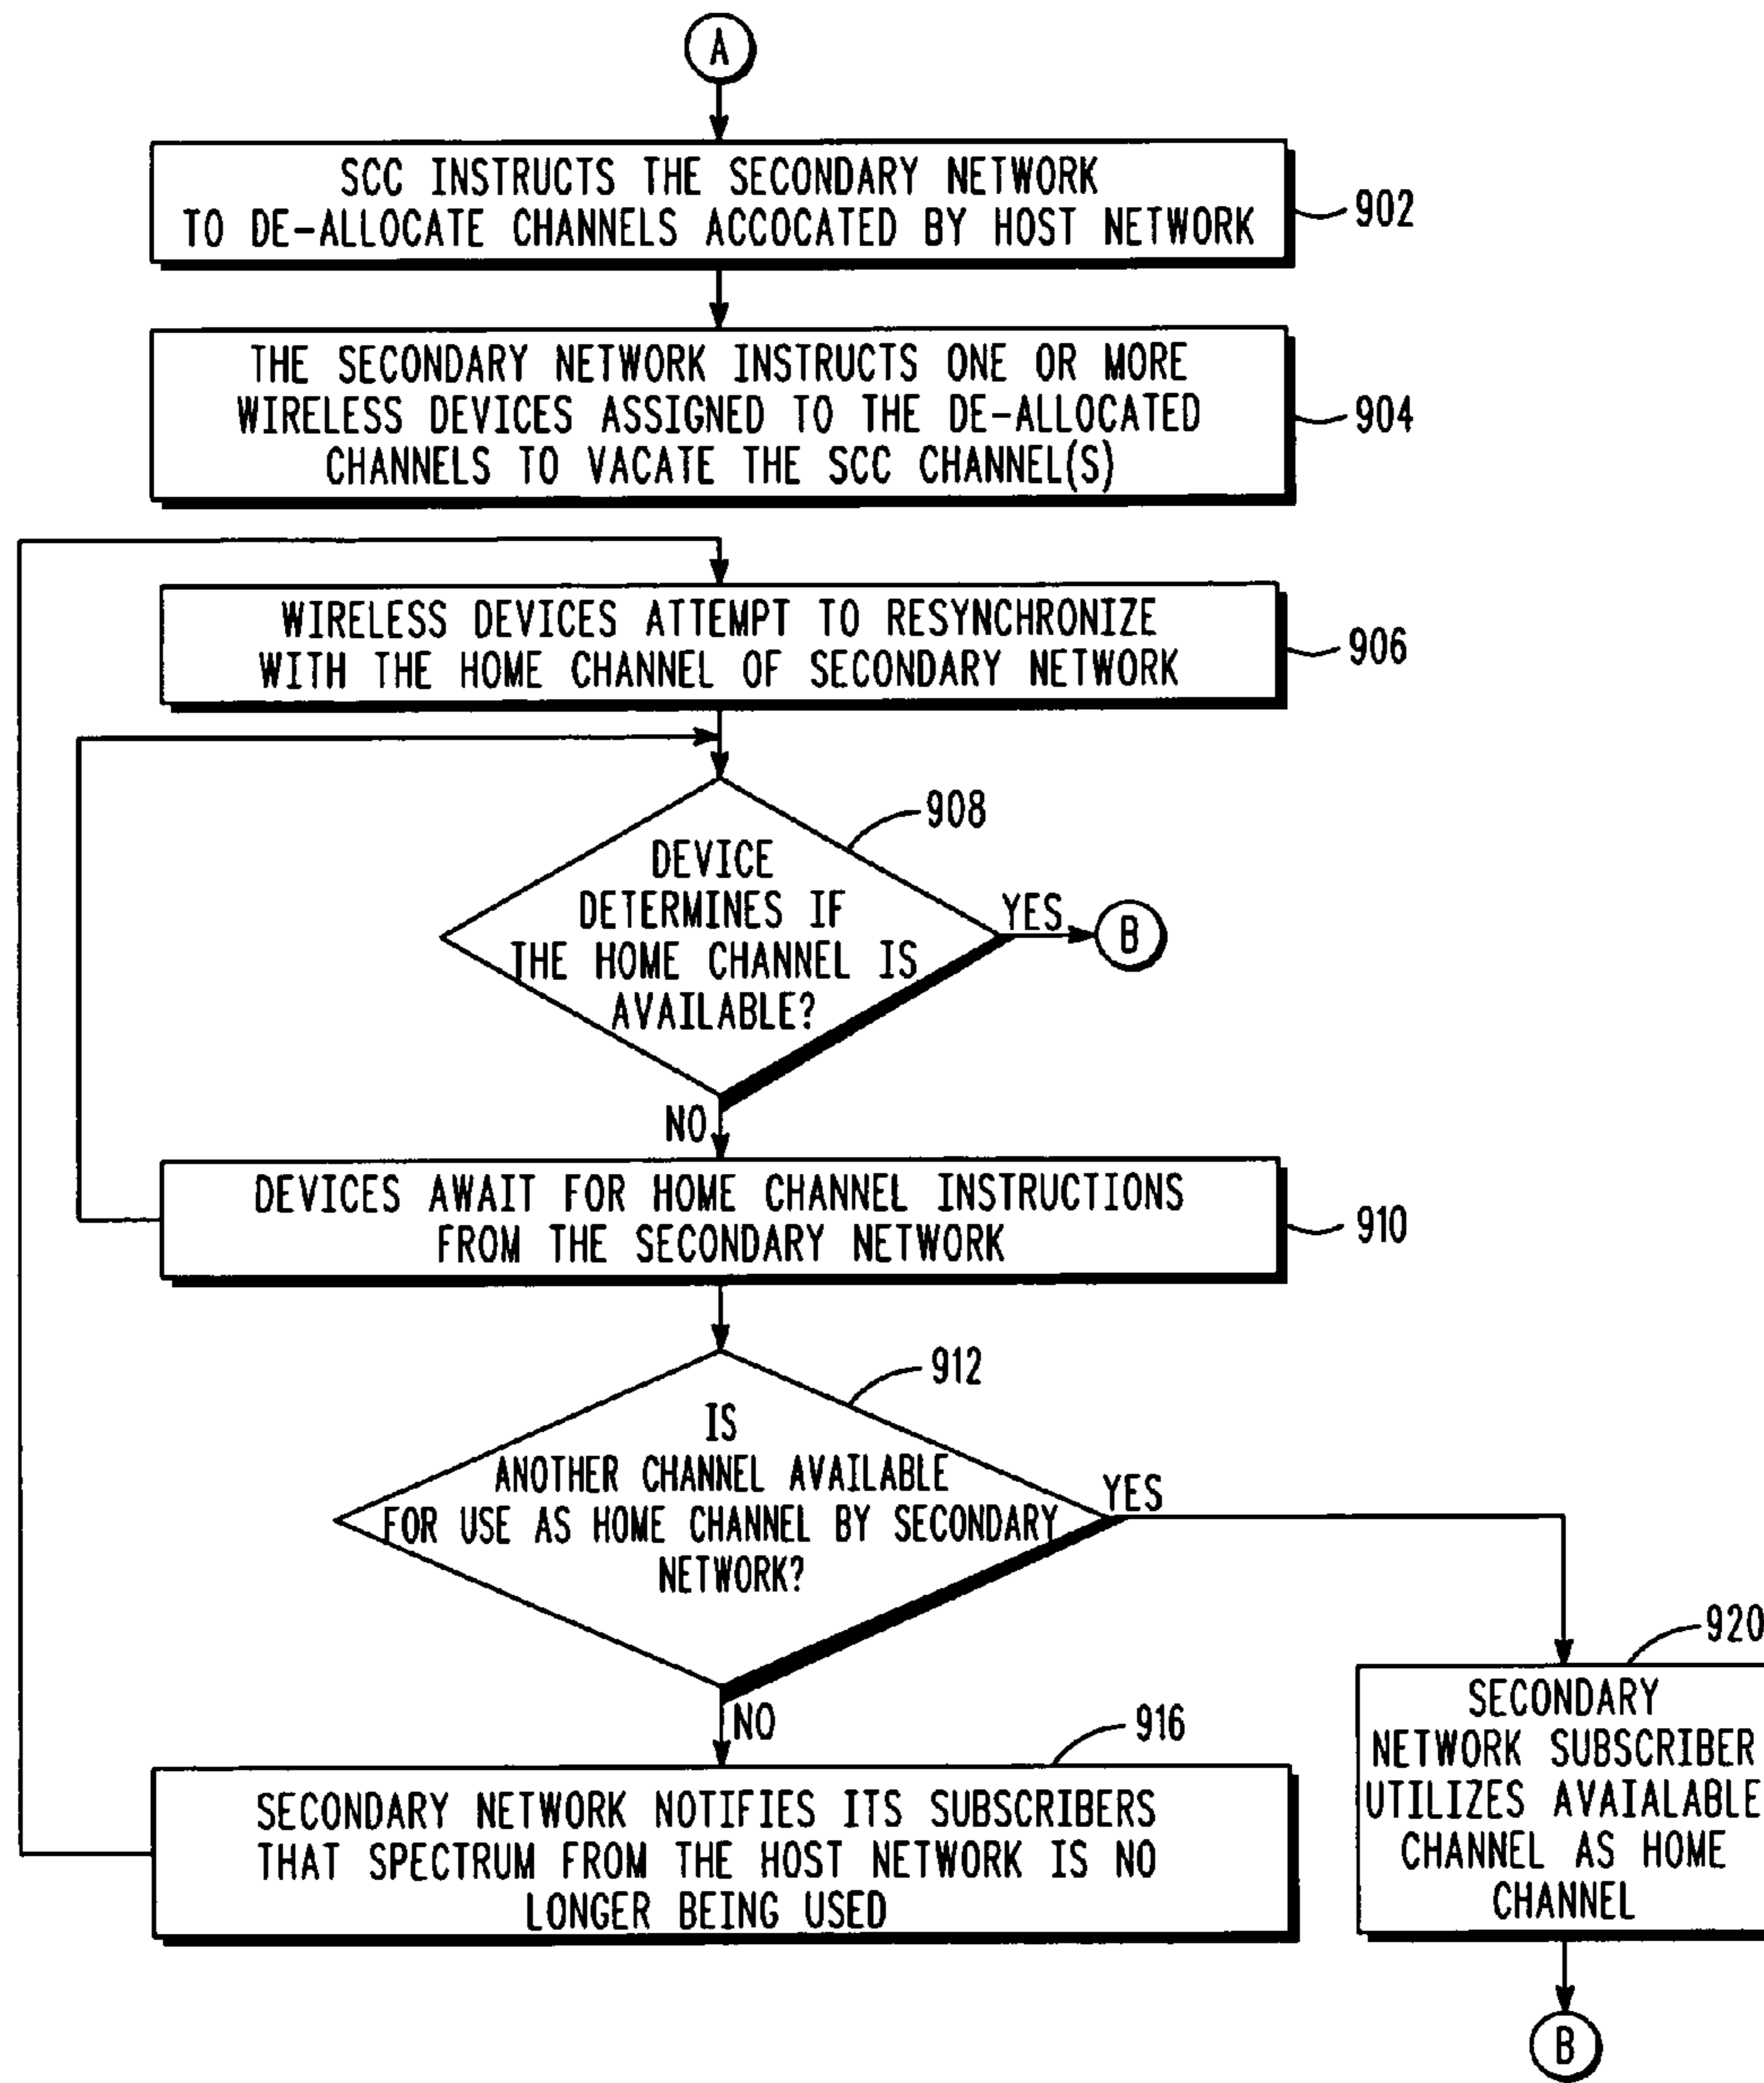 A
SCC INSTRUCTS THE SECONDARY NETWORK
TO DE-ALLOCATE CHANNELS ACCOCATED BY HOST NETWORK
902
THE SECONDARY NETWORK INSTRUCTS ONE OR MORE
WIRELESS DEVICES ASSIGNED TO THE DE-ALLOCATED
CHANNELS TO VACATE THE SCC CHANNEL(S)
904
WIRELESS DEVICES ATTEMPT TO RESYNCHRONIZE
WITH THE HOME CHANNEL OF SECONDARY NETWORK
906
908
DEVICE
DETERMINES IF
THE HOME CHANNEL IS
AVAILABLE?
YES
B
NO
DEVICES AWAIT FOR HOME CHANNEL INSTRUCTIONS
FROM THE SECONDARY NETWORK
910
912
IS
ANOTHER CHANNEL AVAILABLE
FOR USE AS HOME CHANNEL BY SECONDARY
NETWORK?
YES
NO
916
SECONDARY NETWORK NOTIFIES ITS SUBSCRIBERS
THAT SPECTRUM FROM THE HOST NETWORK IS NO
LONGER BEING USED
920
SECONDARY
NETWORK SUBSCRIBER
UTILIZES AVAIALABLE
CHANNEL AS HOME
CHANNEL
B